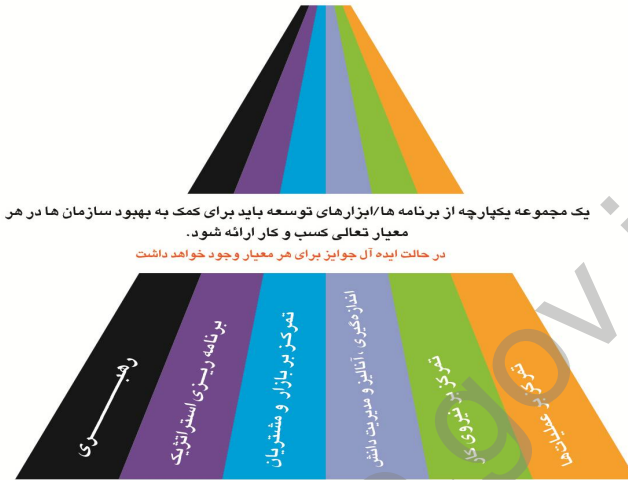 یک مجموعه یکپارچه از برنامه ها/ابزارهای توسعه باید برای کمک به بهبود سازمان ها در هر
معیار تعالی کسب و کار ارائه شود.
در حالت ایده آل جوایز برای هر معیار وجود خواهد داشت
تمرکز بر عملیات‌ها
تمرکز بر نیروی کار
اندازه‌گیری، آنالیز و مدیریت دانش
تمرکز بر بازار و مشتریان
برنامه ریزی استراتژیک
رهبری